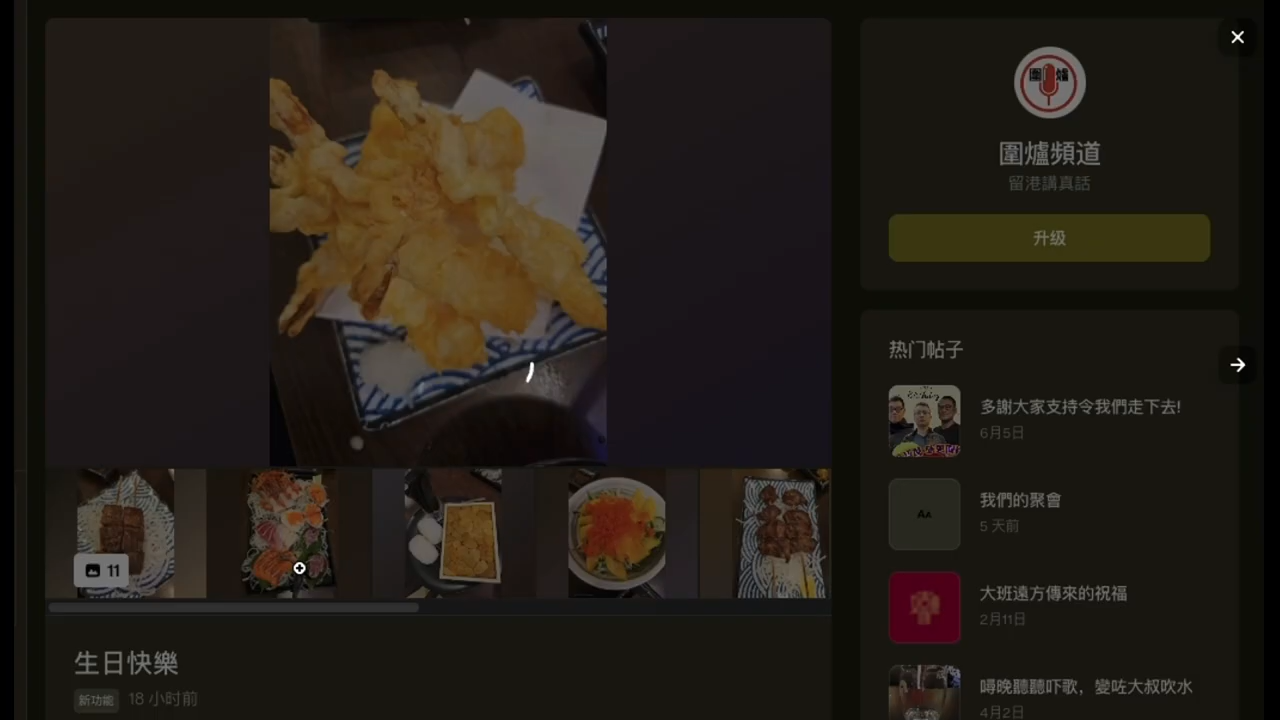 圍爐
圍爐頻道
留港講真話
升级
热门帖子
多謝大家支持令我們走下去!
6月5日
我們的聚會
5 天前
大班遠方傳來的祝福
2月11日
噚晚聽聽吓歌，變咗大叔吹水
4月2日
Aa
11
生日快樂
新功能
18 小时前